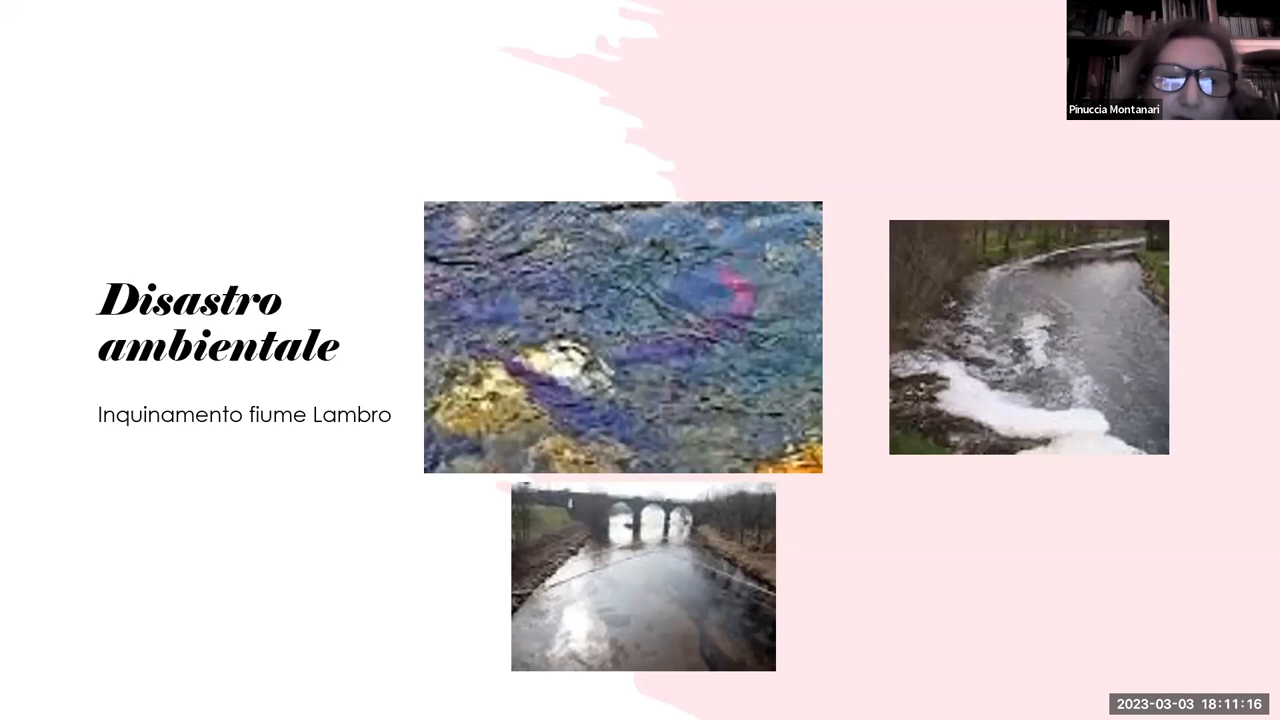 Pinuccia Montanari
Disastro
ambientale
Inquinamento fiume Lambro
2023-03-03 18:11:16